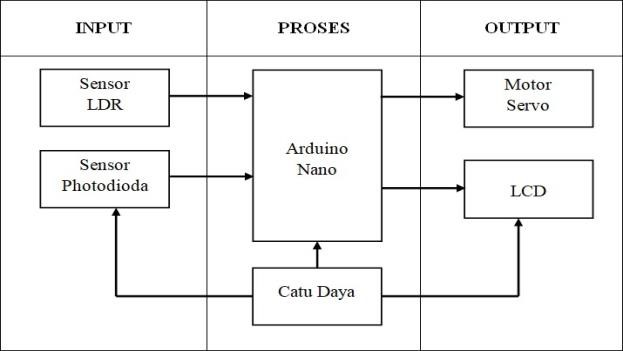 INPUT
PROSES
OUTPUT
Sensor
LDR
Sensor
Photodioda
Arduino
Nano
Catu Daya
Motor
Servo
LCD